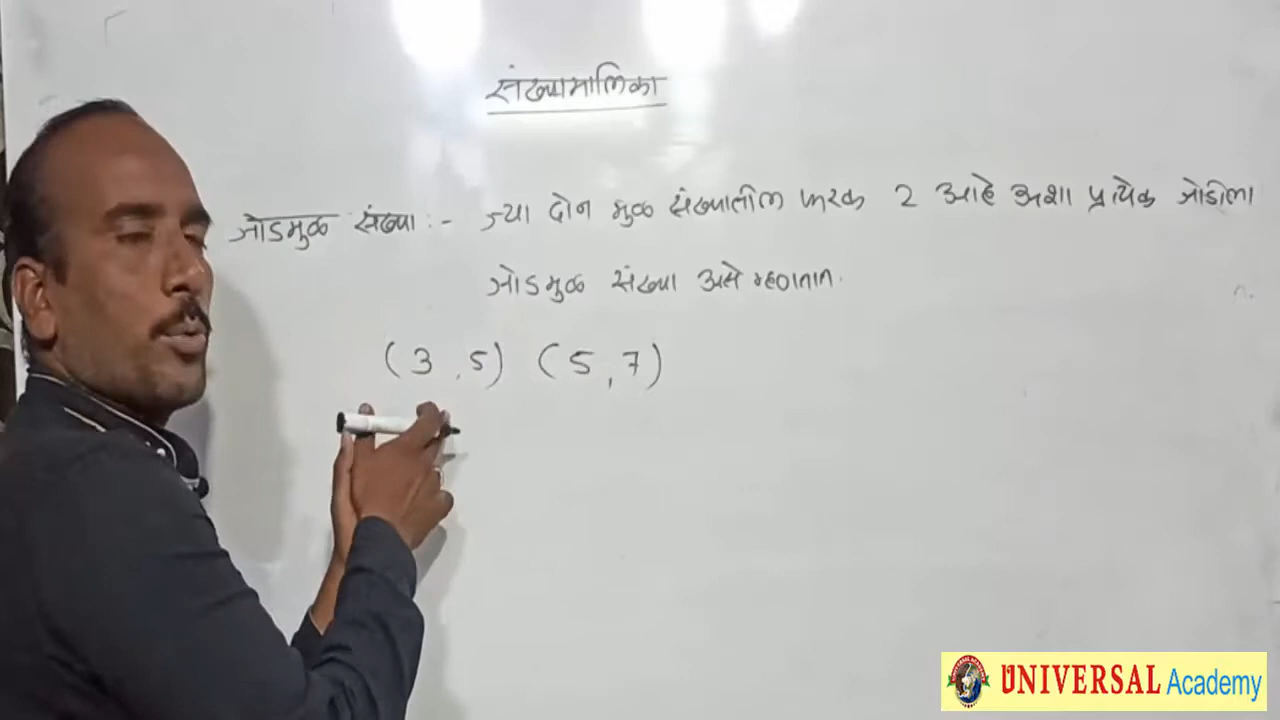 संख्यामालिका
जोडमुळ संख्या :- ज्या दोन मुळ संख्यातील फरक 2 आहे अशा प्रत्येक जोडीला
जोडमुळ संख्या असे म्हणतात.
(3,5) (5,7)
UNIVERSAL Academy